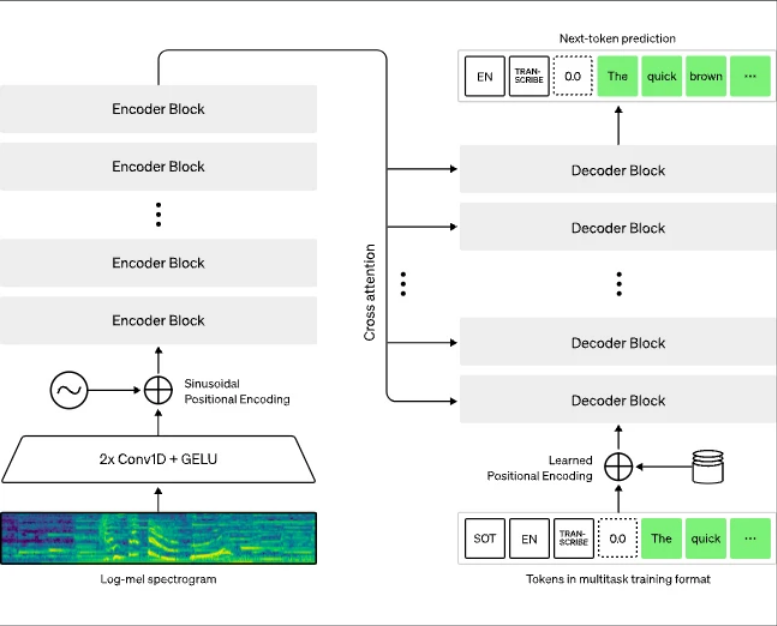 Next-token prediction
EN
TRAN-
SCRIBE
0.0
The
quick
brown
...
Encoder Block
Encoder Block
Encoder Block
Encoder Block
Sinusoidal
Positional Encoding
2x Conv1D + GELU
Log-mel spectrogram
Cross attention
Decoder Block
Decoder Block
Decoder Block
Decoder Block
Learned
Positional Encoding
SOT
EN
TRAN-
SCRIBE
0.0
The
quick
...
Tokens in multitask training format